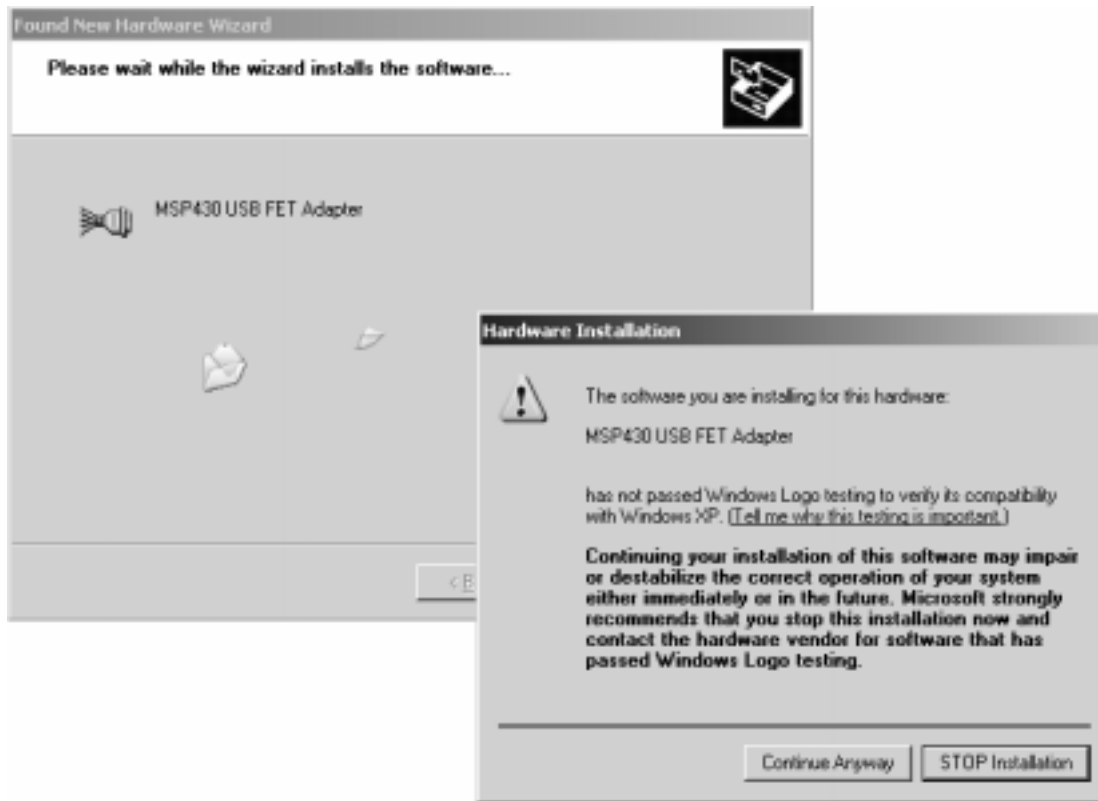 Found New Hardware Wizard
Please wait while the wizard installs the software...
MSP430 USB FET Adapter
< B
Hardware Installation
The software you are installing for this hardware:
MSP430 USB FET Adapter
has not passed Windows Logo testing to verify its compatibility
with Windows XP. (Tell me why this testing is important.)
Continuing your installation of this software may impair
or destabilize the correct operation of your system
either immediately or in the future. Microsoft strongly
recommends that you stop this installation now and
contact the hardware vendor for software that has
passed Windows Logo testing.
Continue Anyway STOP Installation